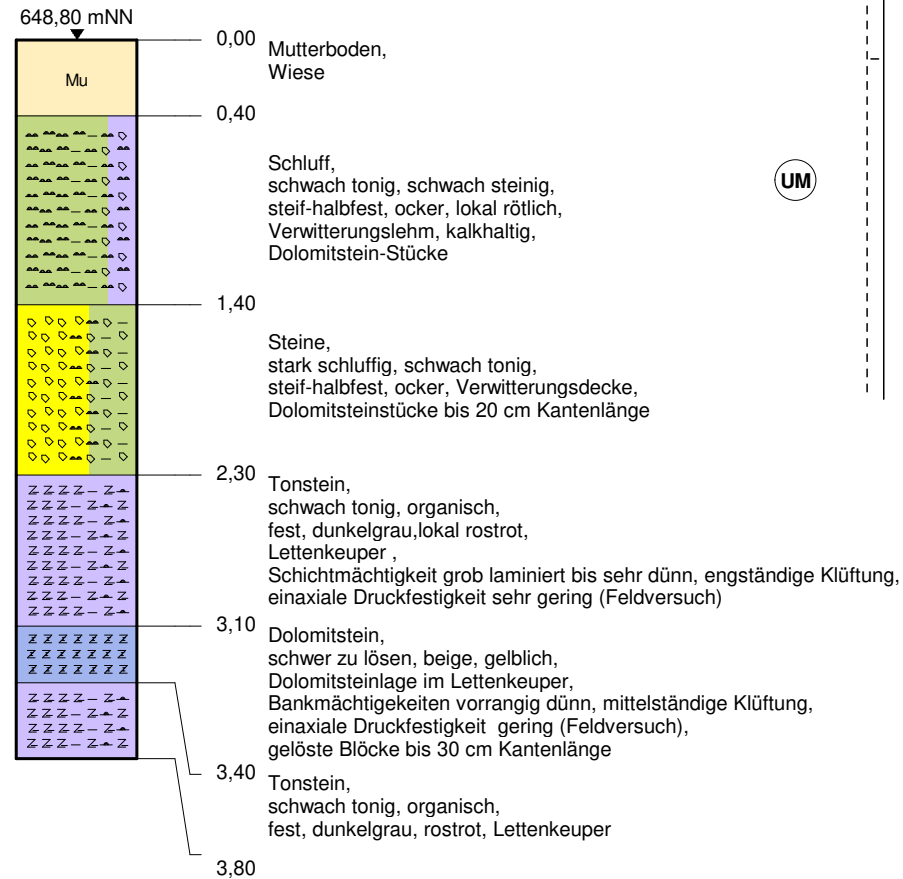 648,80 mNN
0,00
Mutterboden,
Wiese
Mu
0,40
Schluff,
schwach tonig, schwach steinig,
steif-halbfest, ocker, lokal rötlich,
Verwitterungslehm, kalkhaltig,
Dolomitstein-Stücke
UM
1,40
Steine,
stark schluffig, schwach tonig,
steif-halbfest, ocker, Verwitterungsdecke,
Dolomitsteinstücke bis 20 cm Kantenlänge
2,30
Tonstein,
schwach tonig, organisch,
fest, dunkelgrau,lokal rostrot,
Lettenkeuper ,
Schichtmächtigkeit grob laminiert bis sehr dünn, engständige Klüftung,
einaxiale Druckfestigkeit sehr gering (Feldversuch)
3,10
Dolomitstein,
schwer zu lösen, beige, gelblich,
Dolomitsteinlage im Lettenkeuper,
Bankmächtigekeiten vorrangig dünn, mittelständige Klüftung,
einaxiale Druckfestigkeit  gering (Feldversuch),
gelöste Blöcke bis 30 cm Kantenlänge
3,40
Tonstein,
schwach tonig, organisch,
fest, dunkelgrau, rostrot, Lettenkeuper
3,80